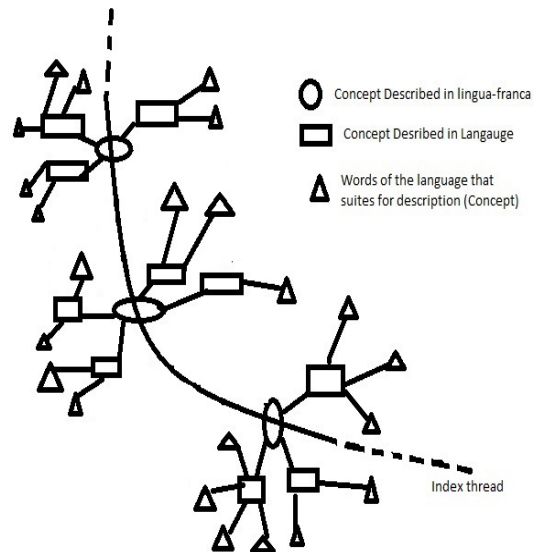 Concept Described in lingua-franca
Concept Desribed in Langauge
Words of the language that
suites for description (Concept)
Index thread